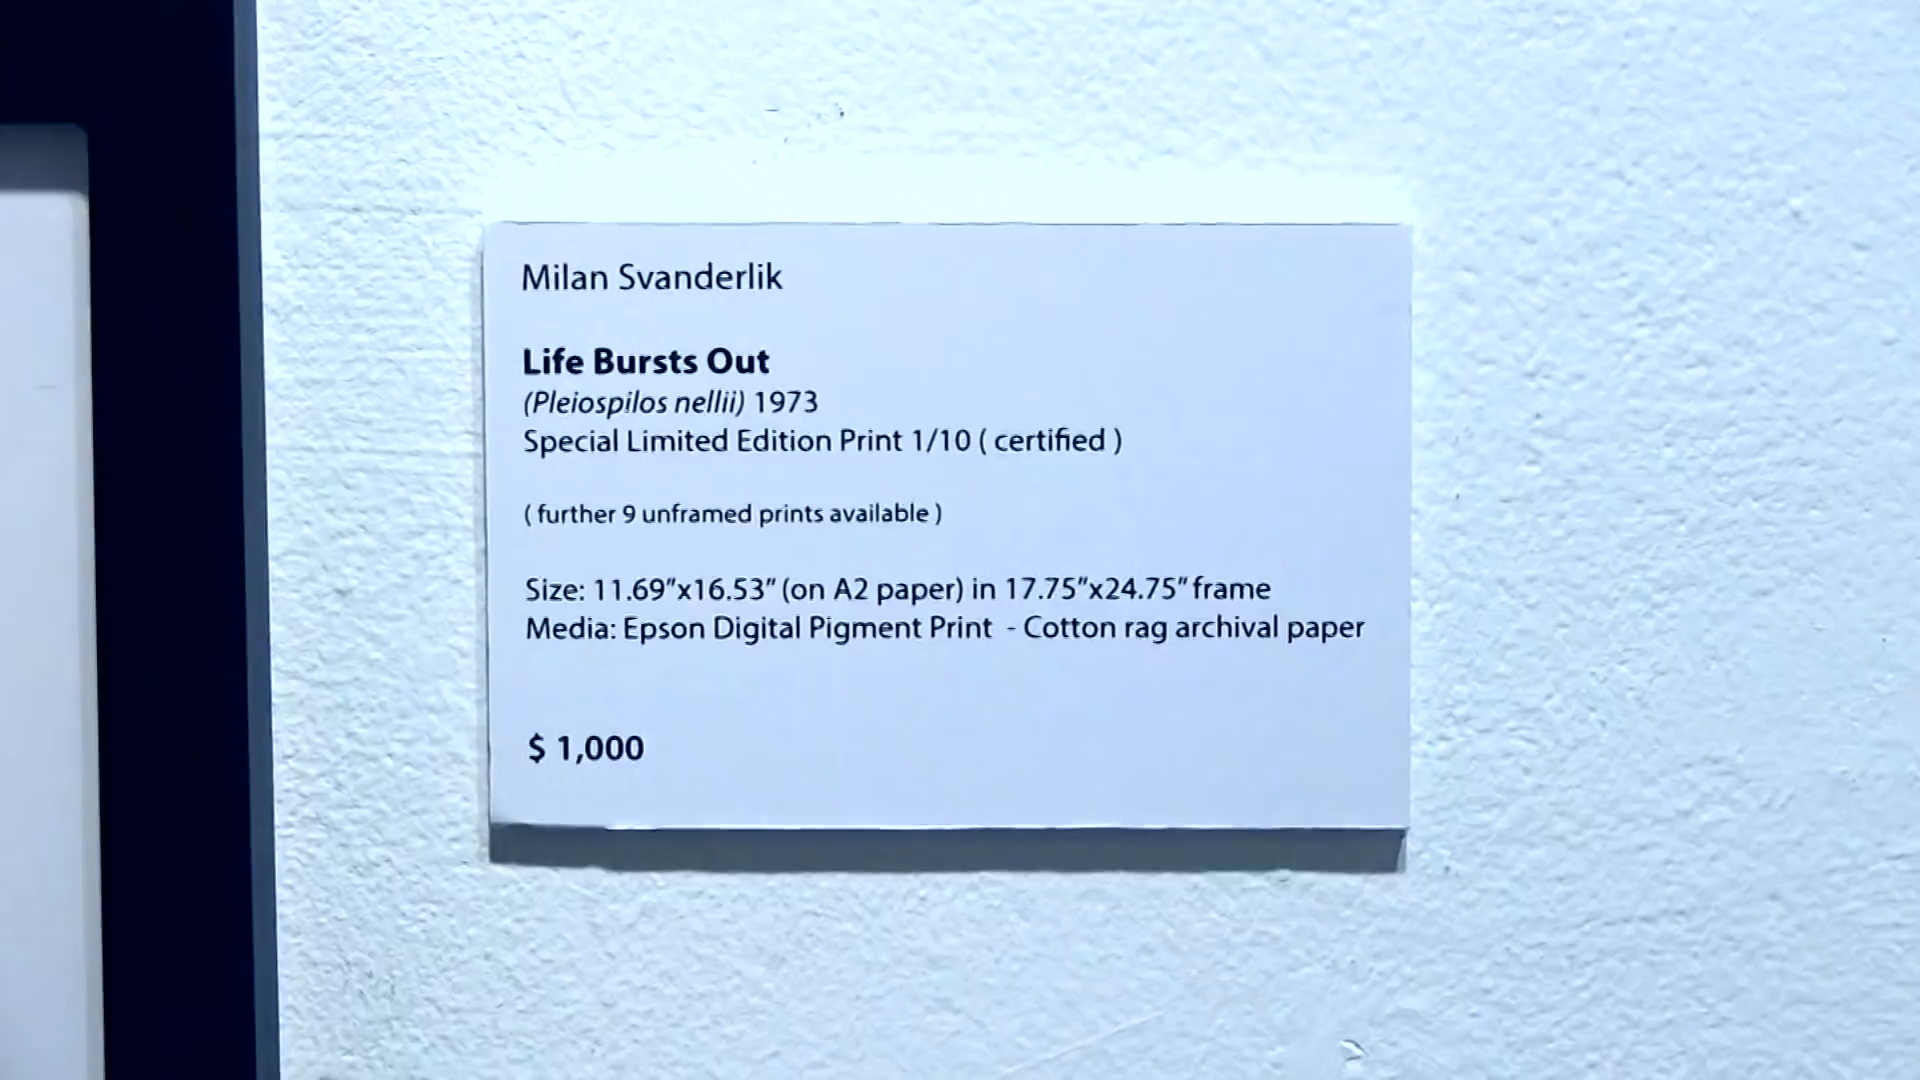 Milan Svanderlik
Life Bursts Out
(Pleiospilos nellii) 1973
Special Limited Edition Print 1/10 ( certified )
( further 9 unframed prints available )
Size: 11.69"x16.53" (on A2 paper) in 17.75"x24.75" frame
Media: Epson Digital Pigment Print - Cotton rag archival paper
$ 1,000